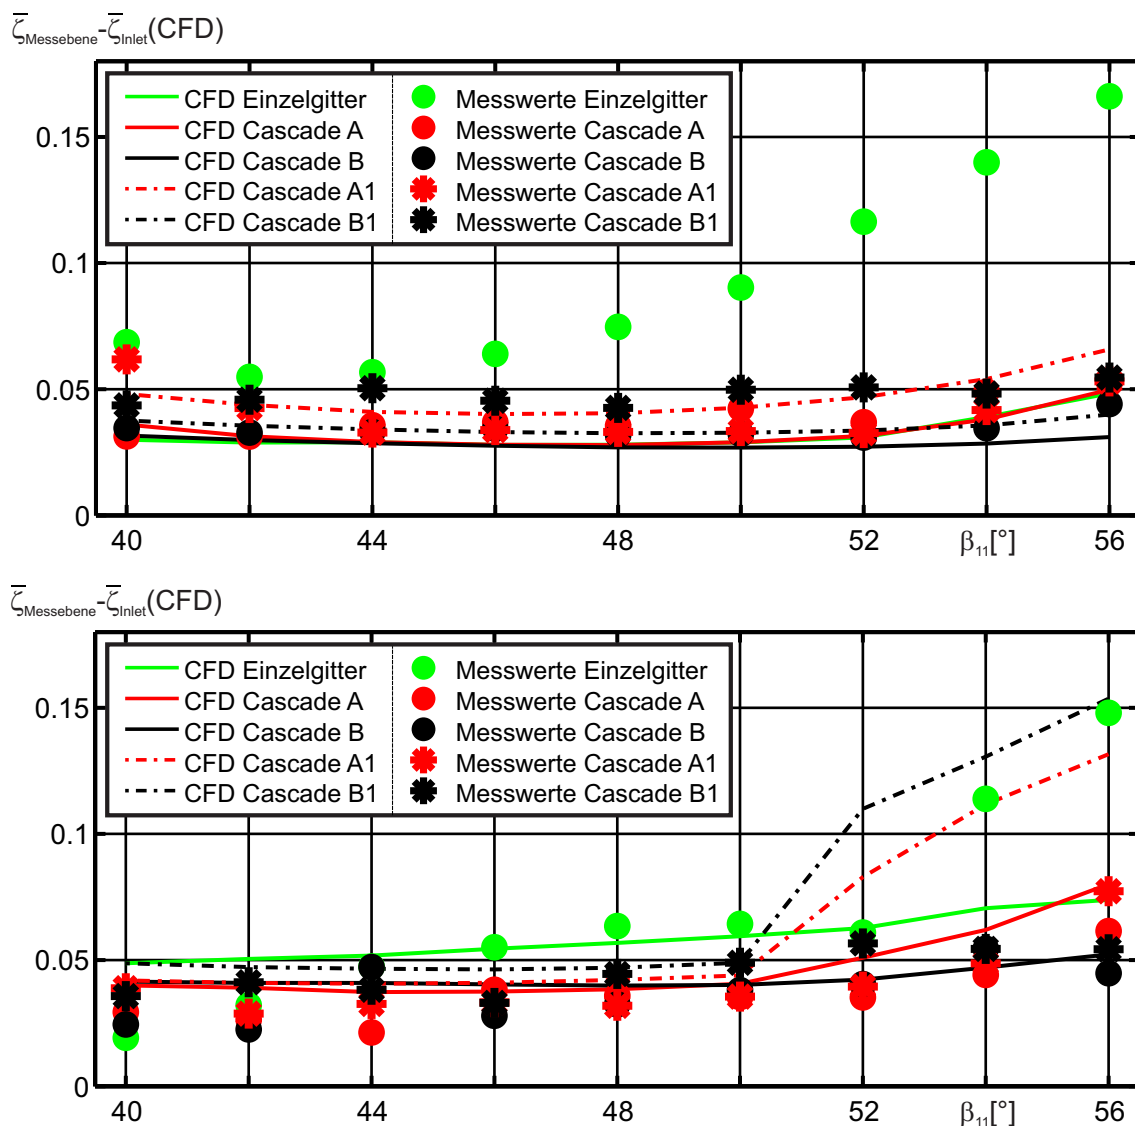 ζ̅Messebene-ζ̅Inlet(CFD)
CFD Einzelgitter Messwerte Einzelgitter
CFD Cascade A Messwerte Cascade A
CFD Cascade B Messwerte Cascade B
CFD Cascade A1 Messwerte Cascade A1
CFD Cascade B1 Messwerte Cascade B1
0.15
0.1
0.05
0
40 44 48 52 β11[°] 56
ζ̅Messebene-ζ̅Inlet(CFD)
CFD Einzelgitter Messwerte Einzelgitter
CFD Cascade A Messwerte Cascade A
CFD Cascade B Messwerte Cascade B
CFD Cascade A1 Messwerte Cascade A1
CFD Cascade B1 Messwerte Cascade B1
0.15
0.1
0.05
0
40 44 48 52 β11[°] 56